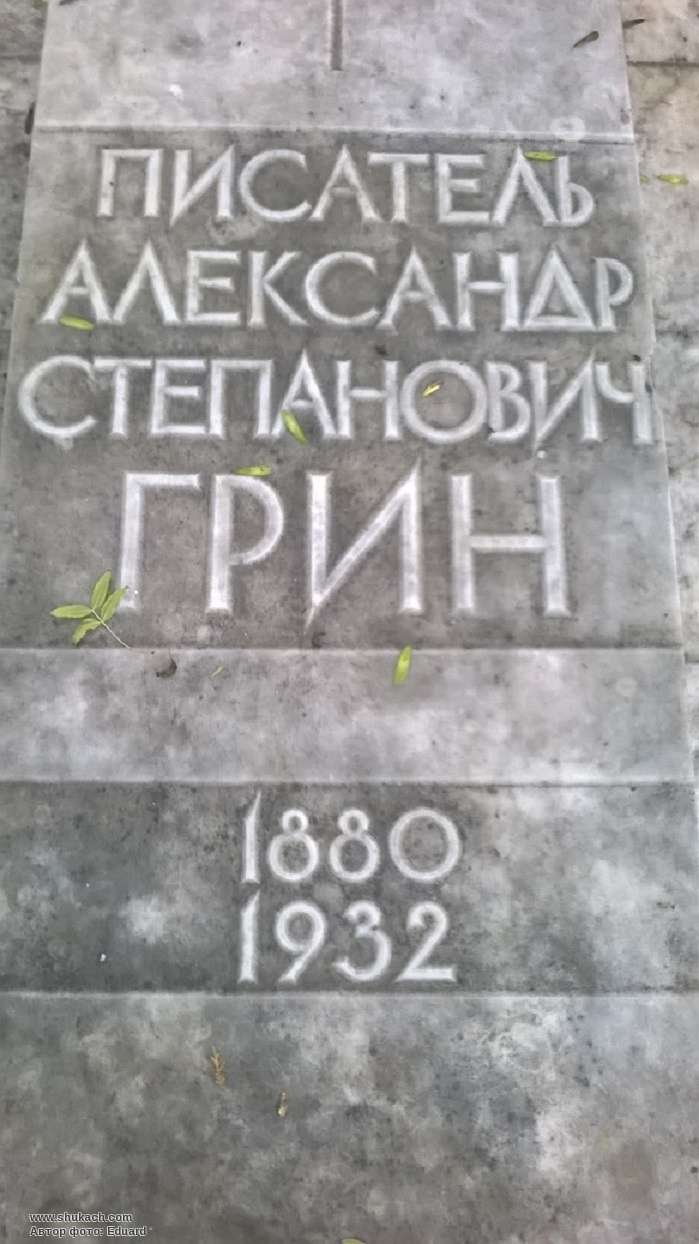 ПИСАТЕЛЬ
АЛЕКСАНДР
СТЕПАНОВИЧ
ГРИН
1880
1932
www.shukach.com
Автор фото: Eduard